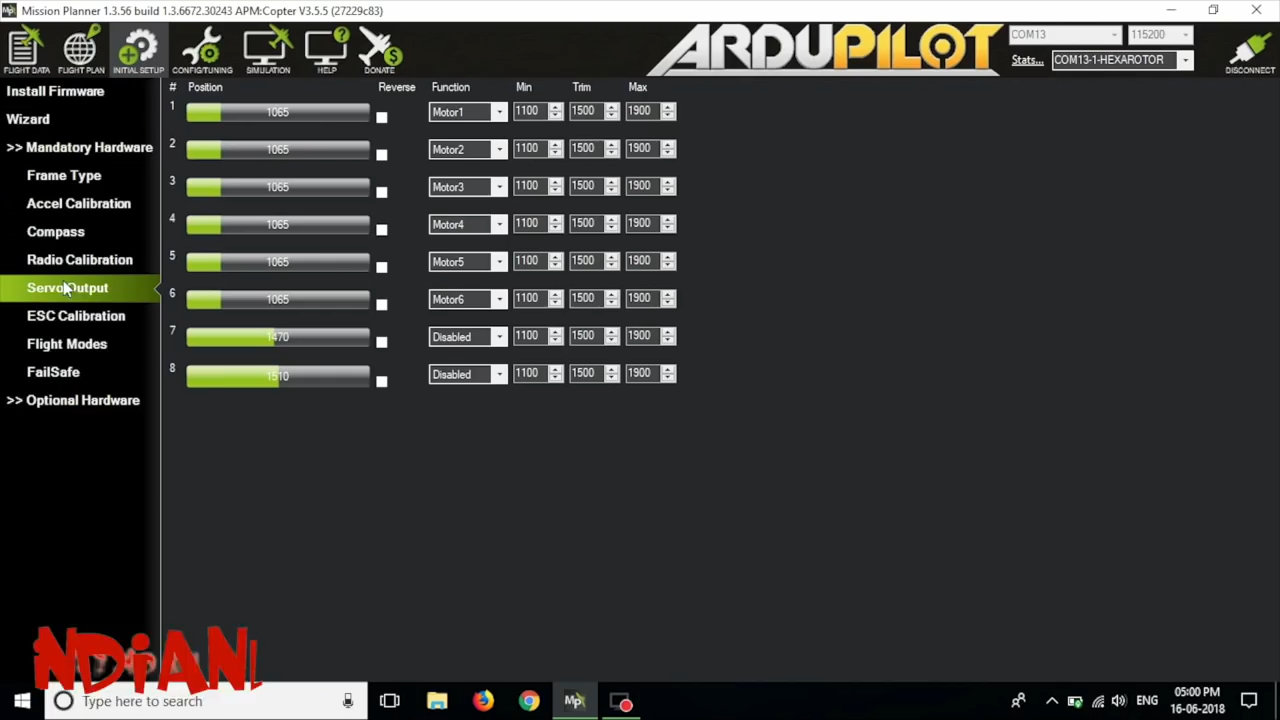 Mission Planner 1.3.56 build 1.3.6672.30243 APM:Copter V3.5.5 (27229c83)
FLIGHT DATA FLIGHT PLAN INITIAL SETUP CONFIG/TUNING SIMULATION HELP DONATE
ARDUPILOT
COM13 115200
Stats... COM13-1-HEXAROTOR
DISCONNECT
Install Firmware
Wizard
>> Mandatory Hardware
Frame Type
Accel Calibration
Compass
Radio Calibration
Servo Output
ESC Calibration
Flight Modes
FailSafe
>> Optional Hardware
# Position Reverse Function Min Trim Max
1 1065 Motor1 1100 1500 1900
2 1065 Motor2 1100 1500 1900
3 1065 Motor3 1100 1500 1900
4 1065 Motor4 1100 1500 1900
5 1065 Motor5 1100 1500 1900
6 1065 Motor6 1100 1500 1900
7 1470 Disabled 1100 1500 1900
8 1510 Disabled 1100 1500 1900
NDiAN
Type here to search
ENG
05:00 PM
16-06-2018